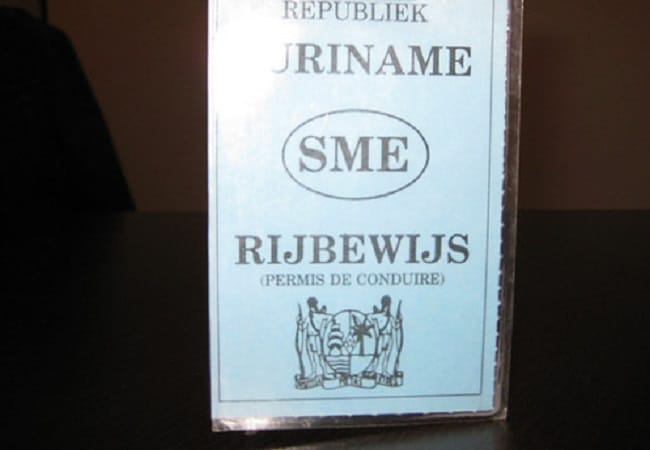 REPUBLIEK
URINAME
SME
RIJBEWIJS
(PERMIS DE CONDUIRE)